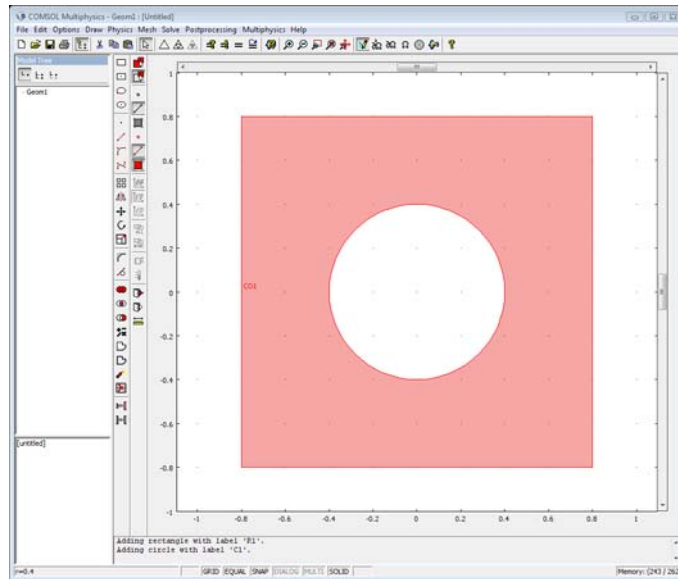 COMSOL Multiphysics - Geom1 : [Untitled]
File Edit Options Draw Physics Mesh Solve Postprocessing Multiphysics Help
Model Tree
Geom1
1
0.8
0.6
0.4
0.2
0
-0.2
-0.4
-0.6
-0.8
-1
CO1
-1 -0.8 -0.6 -0.4 -0.2 0 0.2 0.4 0.6 0.8 1
[untitled]
Adding rectangle with label 'R1'.
Adding circle with label 'C1'.
r=0.4
GRID EQUAL SNAP DIALOG MULTI SOLID
Memory: (243 / 262